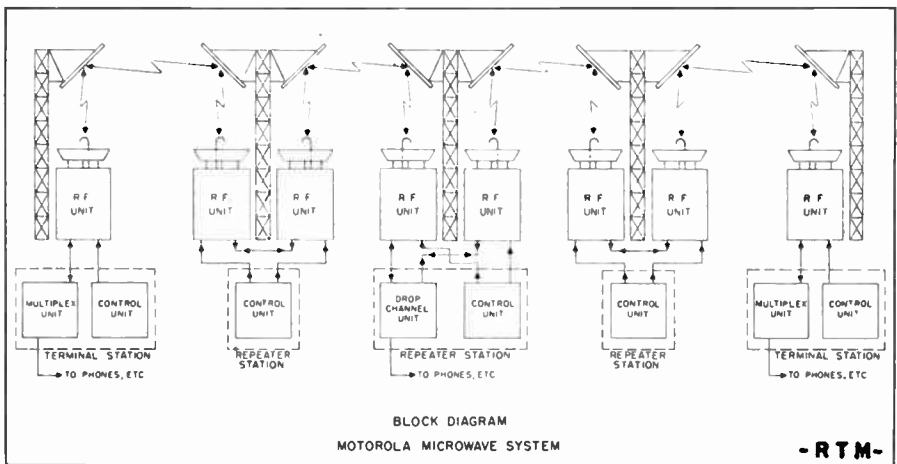 R F
UNIT
R F
UNIT
R F
UNIT
R F
UNIT
R F
UNIT
R F
UNIT
R F
UNIT
R F
UNIT
MULTIPLEX
UNIT
CONTROL
UNIT
CONTROL
UNIT
DROP
CHANNEL
UNIT
CONTROL
UNIT
CONTROL
UNIT
MULTIPLEX
UNIT
CONTROL
UNIT
TERMINAL STATION
REPEATER
STATION
REPEATER STATION
REPEATER
STATION
TERMINAL STATION
TO PHONES, ETC
TO PHONES, ETC
TO PHONES, ETC
BLOCK DIAGRAM
MOTOROLA MICROWAVE SYSTEM
-RTM-